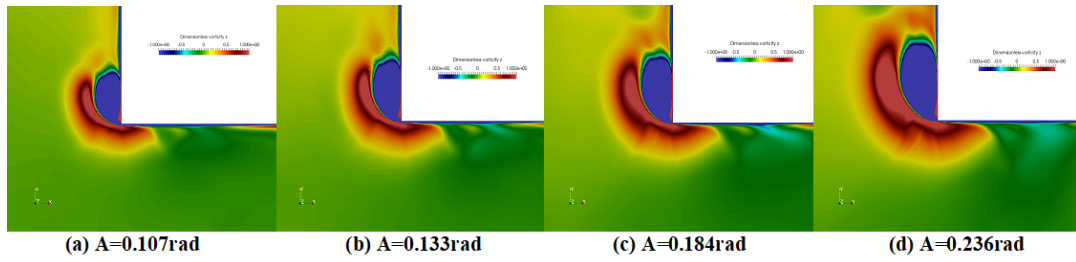 Dimensionless vorticity z
-1.000e+00 -0.5 0 0.5 1.000e+00
Dimensionless vorticity z
-1.000e+00 -0.5 0 0.5 1.000e+00
Dimensionless vorticity z
-1.000e+00 -0.5 0 0.5 1.000e+00
Dimensionless vorticity z
-1.000e+00 -0.5 0 0.5 1.000e+00
(a) A=0.107rad
(b) A=0.133rad
(c) A=0.184rad
(d) A=0.236rad